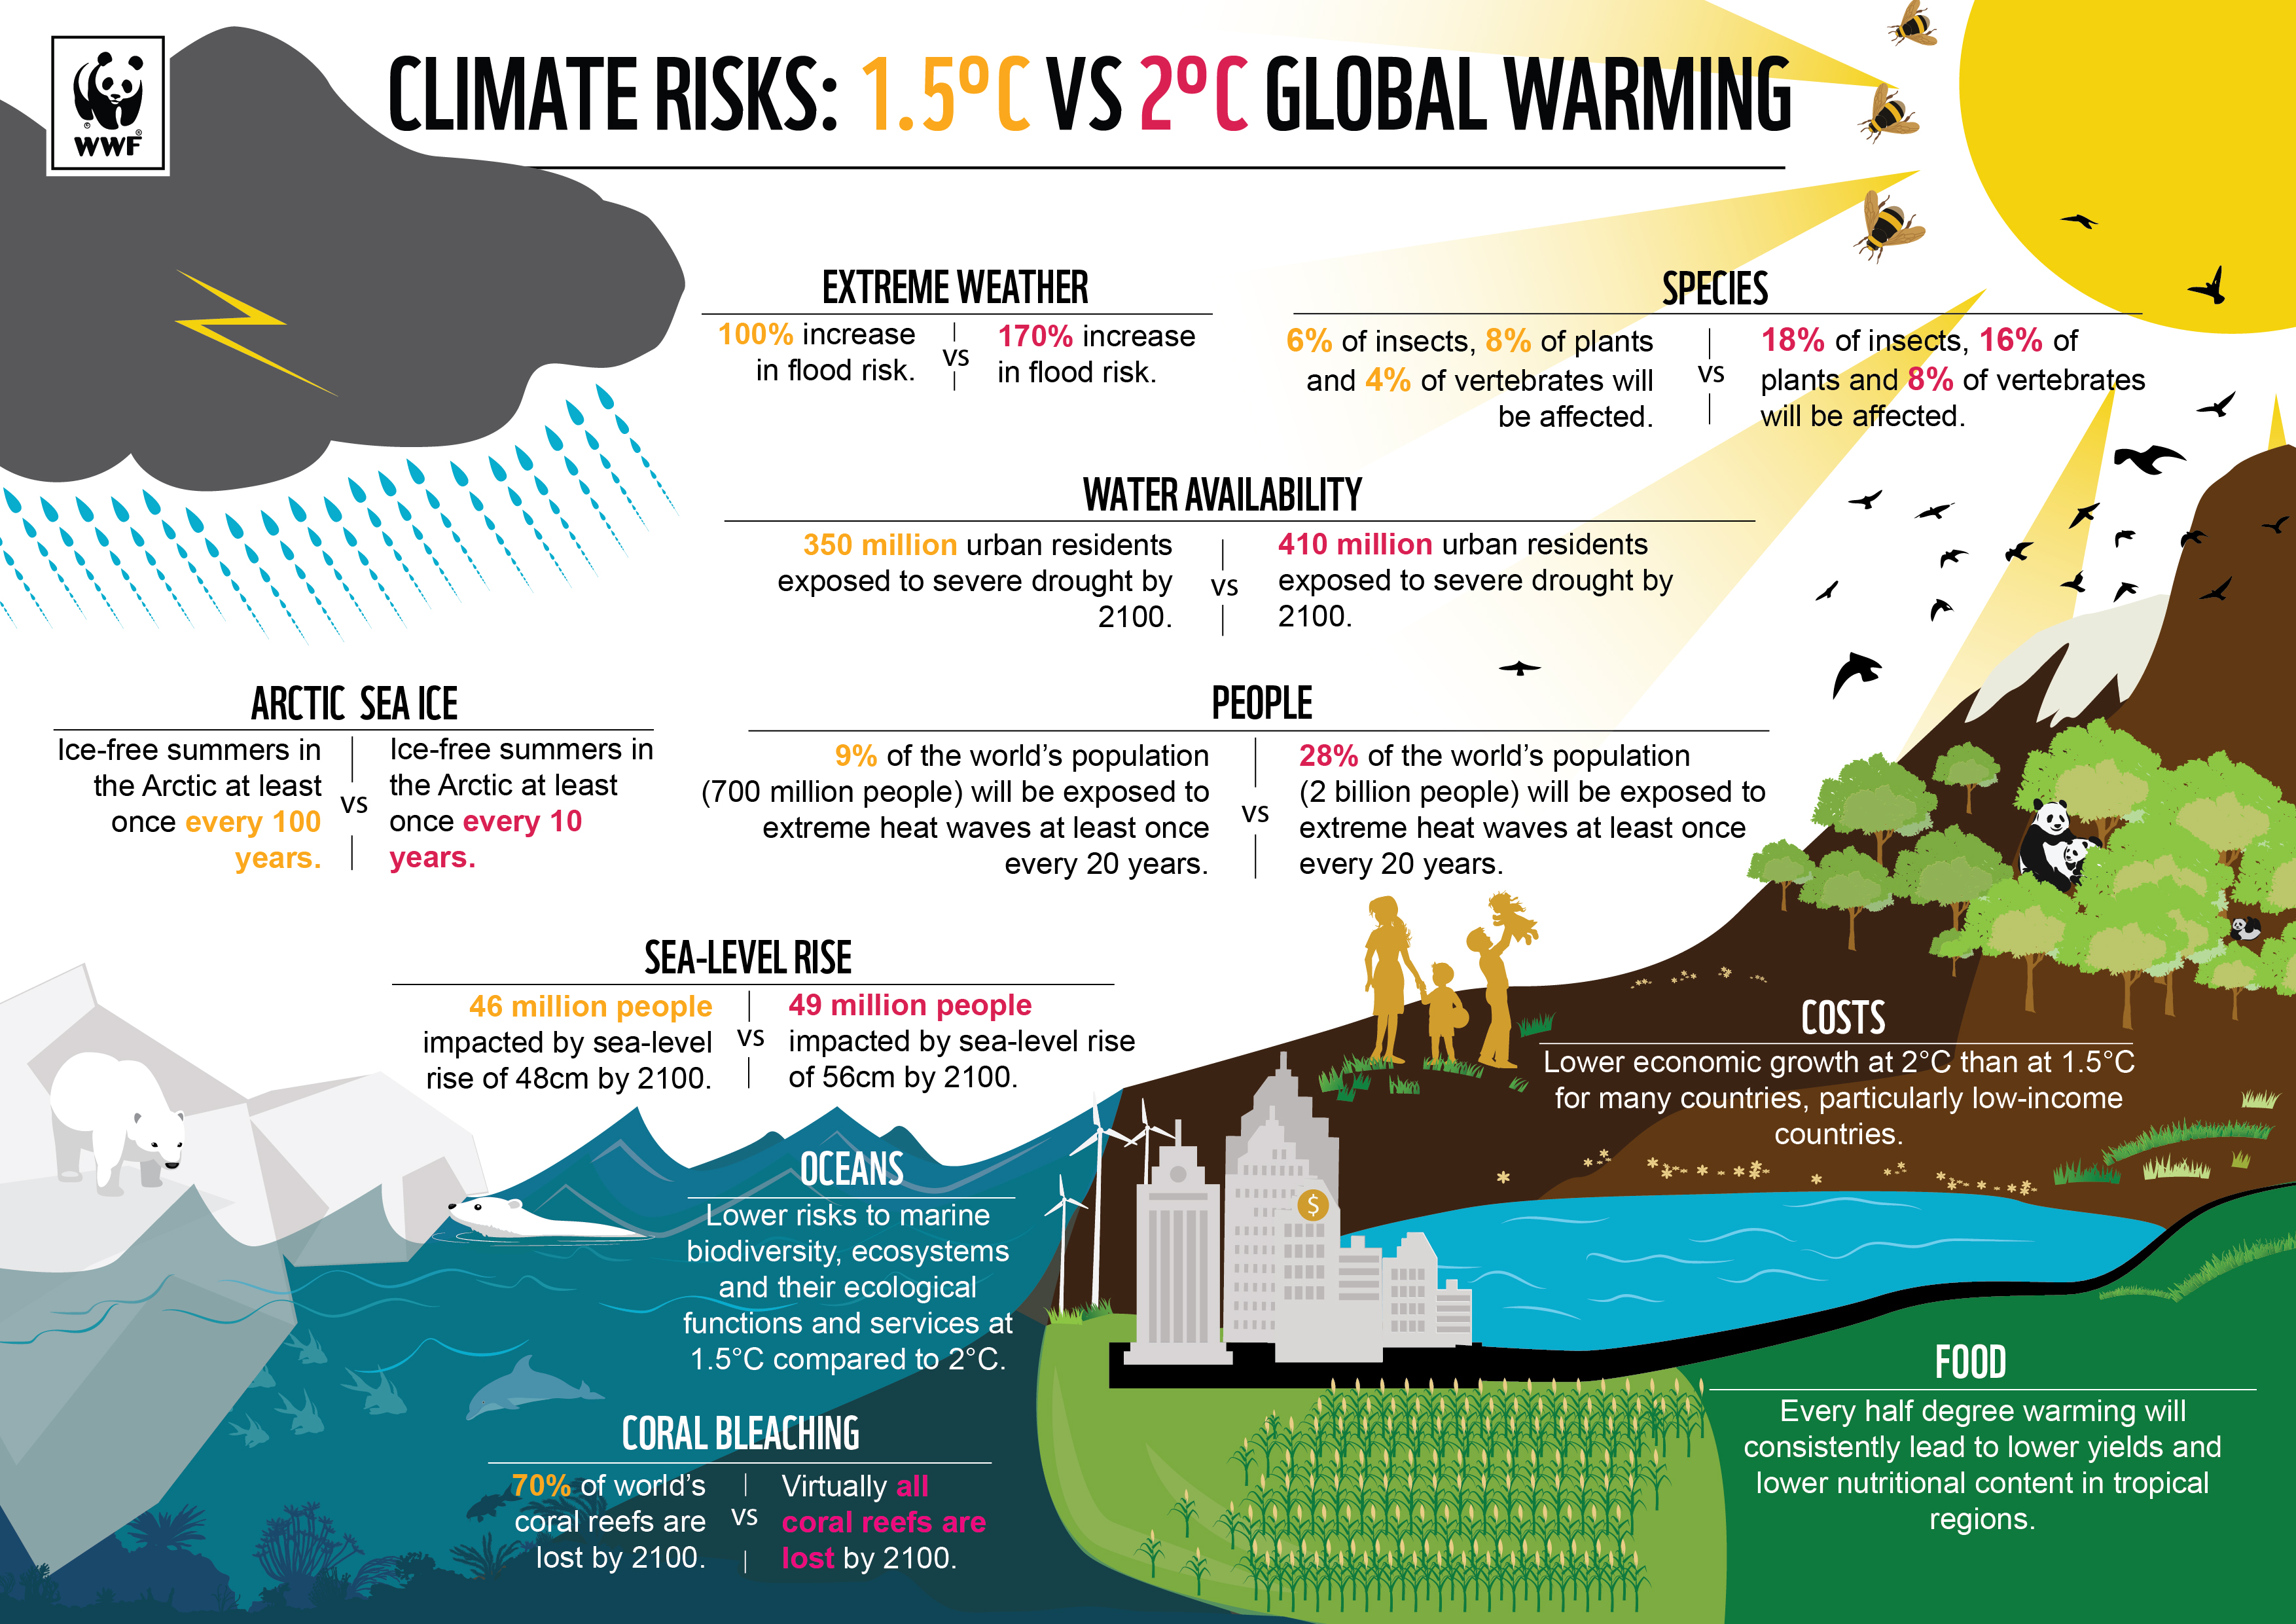 WWF
CLIMATE RISKS: 1.5°C VS 2°C GLOBAL WARMING
EXTREME WEATHER
100% increase
in flood risk.
vs
170% increase
in flood risk.
SPECIES
6% of insects, 8% of plants
and 4% of vertebrates will
be affected.
vs
18% of insects, 16% of
plants and 8% of vertebrates
will be affected.
WATER AVAILABILITY
350 million urban residents
exposed to severe drought by
2100.
vs
410 million urban residents
exposed to severe drought by
2100.
ARCTIC SEA ICE
Ice-free summers in
the Arctic at least
once every 100
years.
vs
Ice-free summers in
the Arctic at least
once every 10
years.
PEOPLE
9% of the world's population
(700 million people) will be exposed to
extreme heat waves at least once
every 20 years.
vs
28% of the world's population
(2 billion people) will be exposed to
extreme heat waves at least once
every 20 years.
SEA-LEVEL RISE
46 million people
impacted by sea-level
rise of 48cm by 2100.
vs
49 million people
impacted by sea-level rise
of 56cm by 2100.
COSTS
Lower economic growth at 2°C than at 1.5°C
for many countries, particularly low-income
countries.
OCEANS
Lower risks to marine
biodiversity, ecosystems
and their ecological
functions and services at
1.5°C compared to 2°C.
$
FOOD
Every half degree warming will
consistently lead to lower yields and
lower nutritional content in tropical
regions.
CORAL BLEACHING
70% of world's
coral reefs are
lost by 2100.
vs
Virtually all
coral reefs are
lost by 2100.